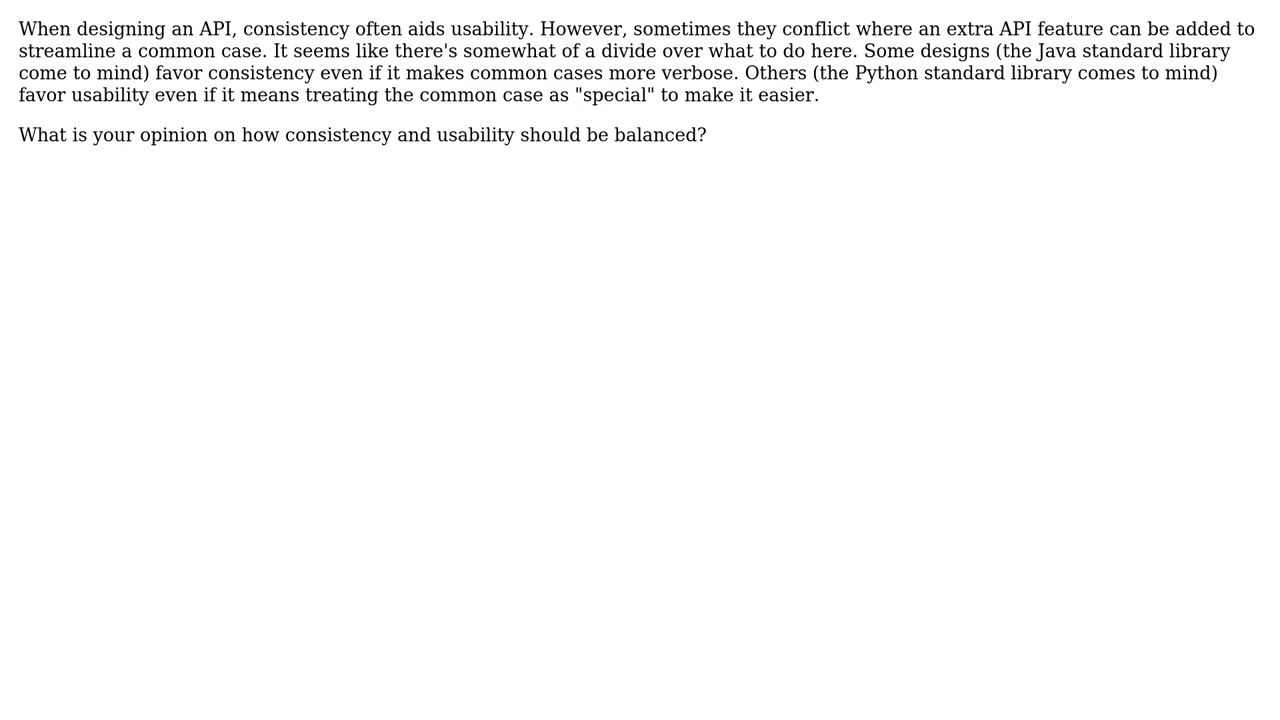 When designing an API, consistency often aids usability. However, sometimes they conflict where an extra API feature can be added to
streamline a common case. It seems like there's somewhat of a divide over what to do here. Some designs (the Java standard library
come to mind) favor consistency even if it makes common cases more verbose. Others (the Python standard library comes to mind)
favor usability even if it means treating the common case as "special" to make it easier.
What is your opinion on how consistency and usability should be balanced?